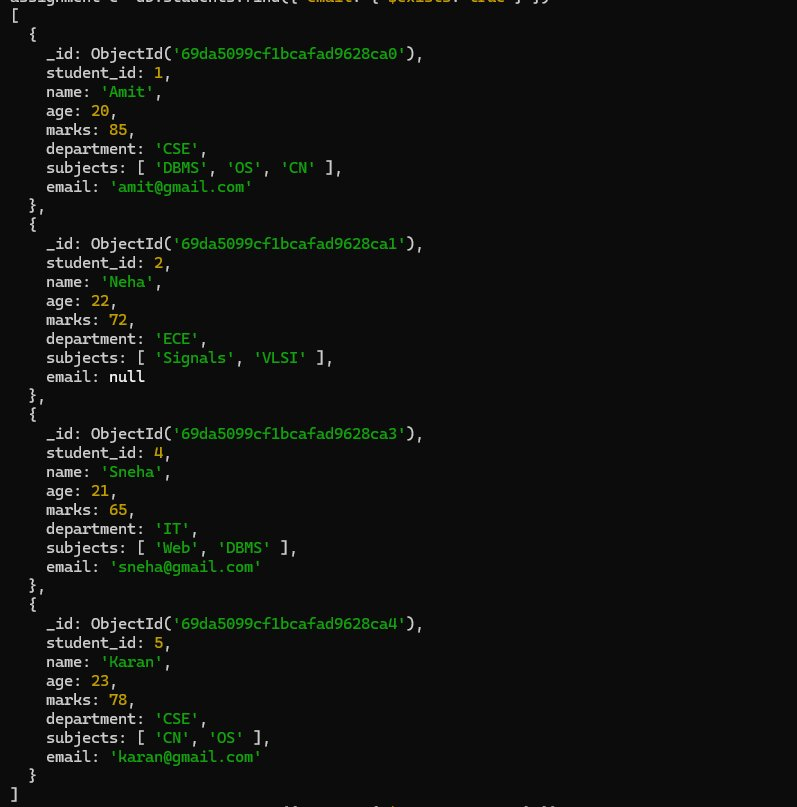 [
  {
    _id: ObjectId('69da5099cf1bcafad9628ca0'),
    student_id: 1,
    name: 'Amit',
    age: 20,
    marks: 85,
    department: 'CSE',
    subjects: [ 'DBMS', 'OS', 'CN' ],
    email: 'amit@gmail.com'
  },
  {
    _id: ObjectId('69da5099cf1bcafad9628ca1'),
    student_id: 2,
    name: 'Neha',
    age: 22,
    marks: 72,
    department: 'ECE',
    subjects: [ 'Signals', 'VLSI' ],
    email: null
  },
  {
    _id: ObjectId('69da5099cf1bcafad9628ca3'),
    student_id: 4,
    name: 'Sneha',
    age: 21,
    marks: 65,
    department: 'IT',
    subjects: [ 'Web', 'DBMS' ],
    email: 'sneha@gmail.com'
  },
  {
    _id: ObjectId('69da5099cf1bcafad9628ca4'),
    student_id: 5,
    name: 'Karan',
    age: 23,
    marks: 78,
    department: 'CSE',
    subjects: [ 'CN', 'OS' ],
    email: 'karan@gmail.com'
  }
]